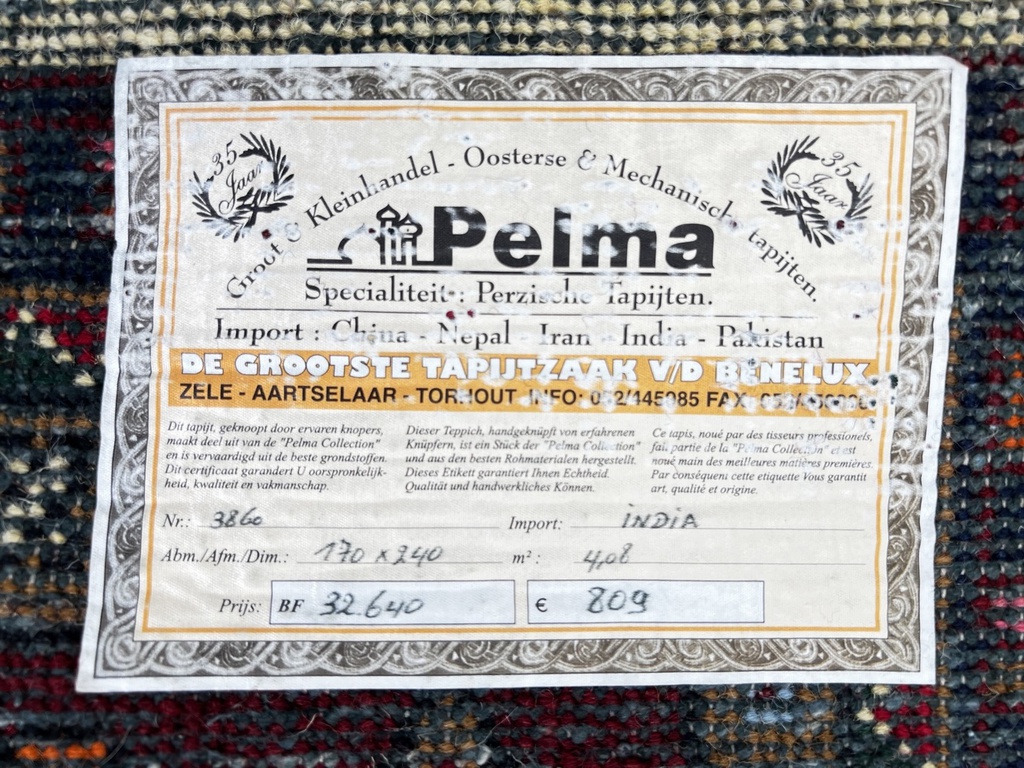 35 Jaar
35 Jaar
Groot & Kleinhandel - Oosterse & Mechanische tapijten.
Pelma
Specialiteit : Perzische Tapijten.
Import : China - Nepal - Iran - India - Pakistan
DE GROOTSTE TAPIJTZAAK V/D BENELUX
ZELE - AARTSELAAR - TORHOUT INFO: 052/445085 FAX
Dit tapijt, geknoopt door ervaren knopers,
maakt deel uit van de "Pelma Collection"
en is vervaardigd uit de beste grondstoffen.
Dit certificaat garandert U oorspronkelijk-
heid, kwaliteit en vakmanschap.
Dieser Teppich, handgeknüpft von erfahrenen
Knüpfern, ist ein Stück der "Pelma Collection"
und aus den besten Rohmaterialen hergestellt.
Dieses Etikett garantiert Ihnen Echtheid.
Qualitüt und handwerkliches Können.
Ce tapis, noué par des tisseurs professionels,
fait partie de la "Pelma Collection" et est
noué main des meilleures matières premières.
Par conséquent cette etiquette Vous garantit
art, qualité et origine.
Nr.: 3860 Import: INDIA
Abm./Afm./Dim.: 170 x 240 m² : 4,08
Prijs: BF 32.640 € 809